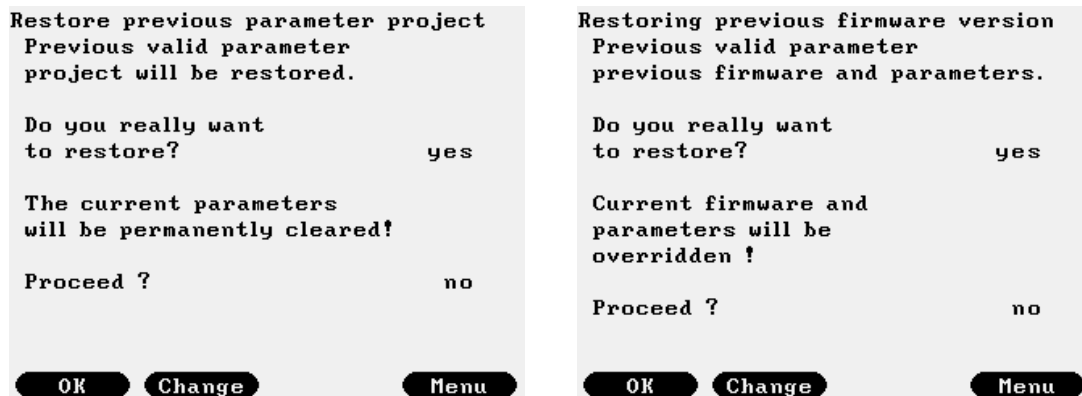 Restore previous parameter project
Previous valid parameter
project will be restored.
Do you really want
to restore? yes
The current parameters
will be permanently cleared!
Proceed ? no
OK Change Menu
Restoring previous firmware version
Previous valid parameter
previous firmware and parameters.
Do you really want
to restore? yes
Current firmware and
parameters will be
overridden !
Proceed ? no
OK Change Menu